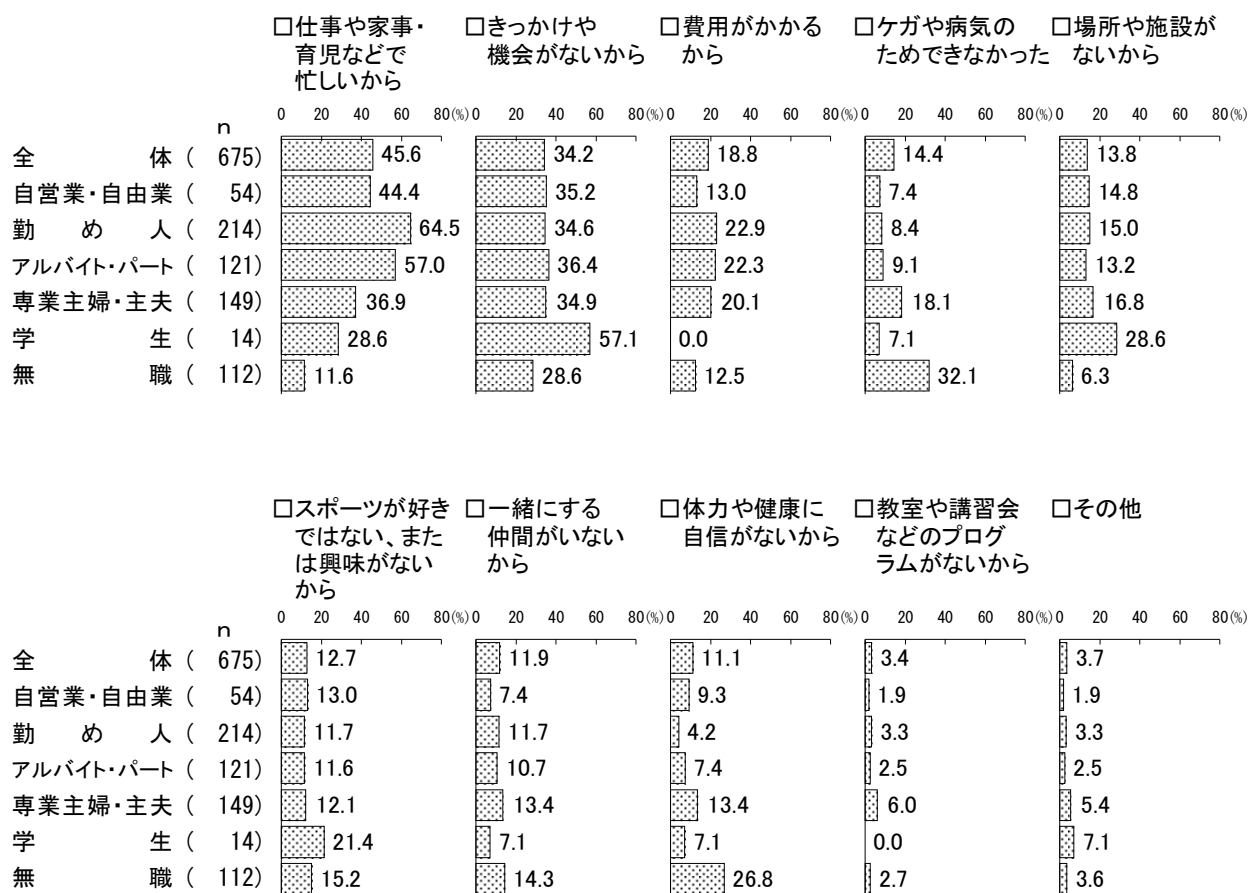 □仕事や家事・
育児などで
忙しいから
□きっかけや
機会がないから
□費用がかかる
から
□ケガや病気の
ためできなかった
□場所や施設が
ないから
0 20 40 60 80(%) 0 20 40 60 80(%) 0 20 40 60 80(%) 0 20 40 60 80(%) 0 20 40 60 80(%)
n
全体( 675) 45.6 34.2 18.8 14.4 13.8
自営業・自由業( 54) 44.4 35.2 13.0 7.4 14.8
勤め人( 214) 64.5 34.6 22.9 8.4 15.0
アルバイト・パート( 121) 57.0 36.4 22.3 9.1 13.2
専業主婦・主夫( 149) 36.9 34.9 20.1 18.1 16.8
学生( 14) 28.6 57.1 0.0 7.1 28.6
無職( 112) 11.6 28.6 12.5 32.1 6.3
□スポーツが好き
ではない、また
は興味がない
から
□一緒にする
仲間がいない
から
□体力や健康に
自信がないから
□教室や講習会
などのプログ
ラムがないから
□その他
0 20 40 60 80(%) 0 20 40 60 80(%) 0 20 40 60 80(%) 0 20 40 60 80(%) 0 20 40 60 80(%)
n
全体( 675) 12.7 11.9 11.1 3.4 3.7
自営業・自由業( 54) 13.0 7.4 9.3 1.9 1.9
勤め人( 214) 11.7 11.7 4.2 3.3 3.3
アルバイト・パート( 121) 11.6 10.7 7.4 2.5 2.5
専業主婦・主夫( 149) 12.1 13.4 13.4 6.0 5.4
学生( 14) 21.4 7.1 7.1 0.0 7.1
無職( 112) 15.2 14.3 26.8 2.7 3.6